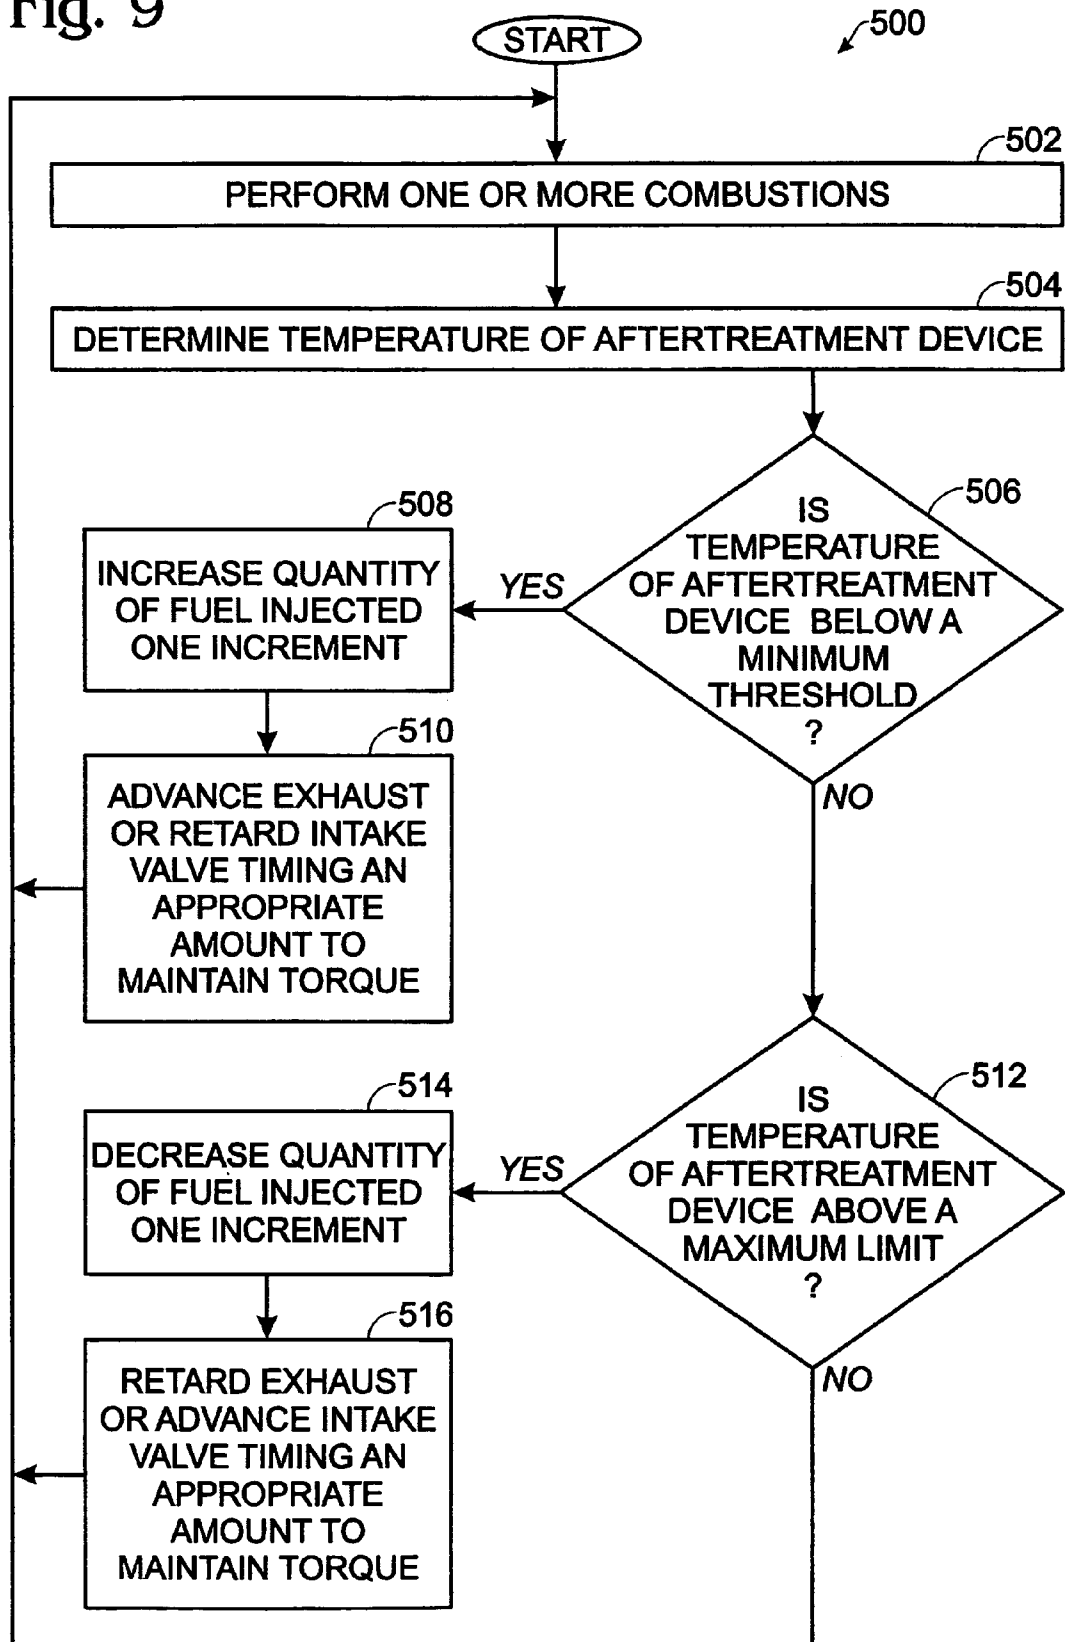 Fig. 9
START
500
502
PERFORM ONE OR MORE COMBUSTIONS
504
DETERMINE TEMPERATURE OF AFTERTREATMENT DEVICE
506
IS
TEMPERATURE
OF AFTERTREATMENT
DEVICE BELOW A
MINIMUM
THRESHOLD
?
YES
NO
508
INCREASE QUANTITY
OF FUEL INJECTED
ONE INCREMENT
510
ADVANCE EXHAUST
OR RETARD INTAKE
VALVE TIMING AN
APPROPRIATE
AMOUNT TO
MAINTAIN TORQUE
512
IS
TEMPERATURE
OF AFTERTREATMENT
DEVICE ABOVE A
MAXIMUM LIMIT
?
YES
NO
514
DECREASE QUANTITY
OF FUEL INJECTED
ONE INCREMENT
516
RETARD EXHAUST
OR ADVANCE INTAKE
VALVE TIMING AN
APPROPRIATE
AMOUNT TO
MAINTAIN TORQUE